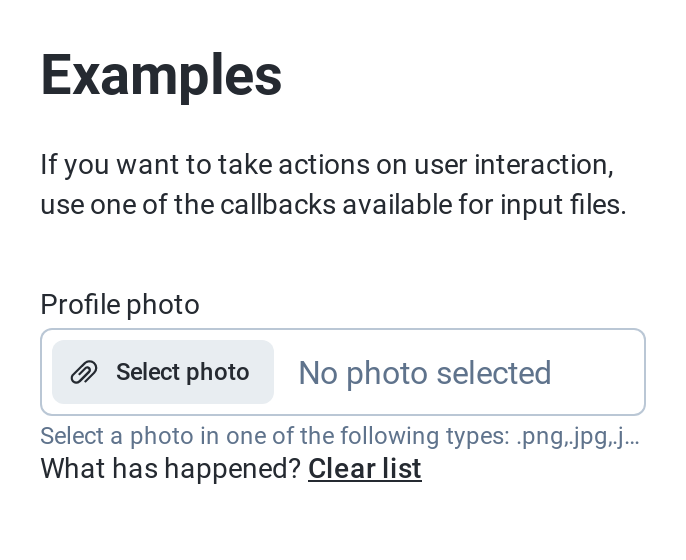 Examples
If you want to take actions on user interaction,
use one of the callbacks available for input files.
Profile photo
Select photo
No photo selected
Select a photo in one of the following types: .png,.jpg,.j…
What has happened? Clear list